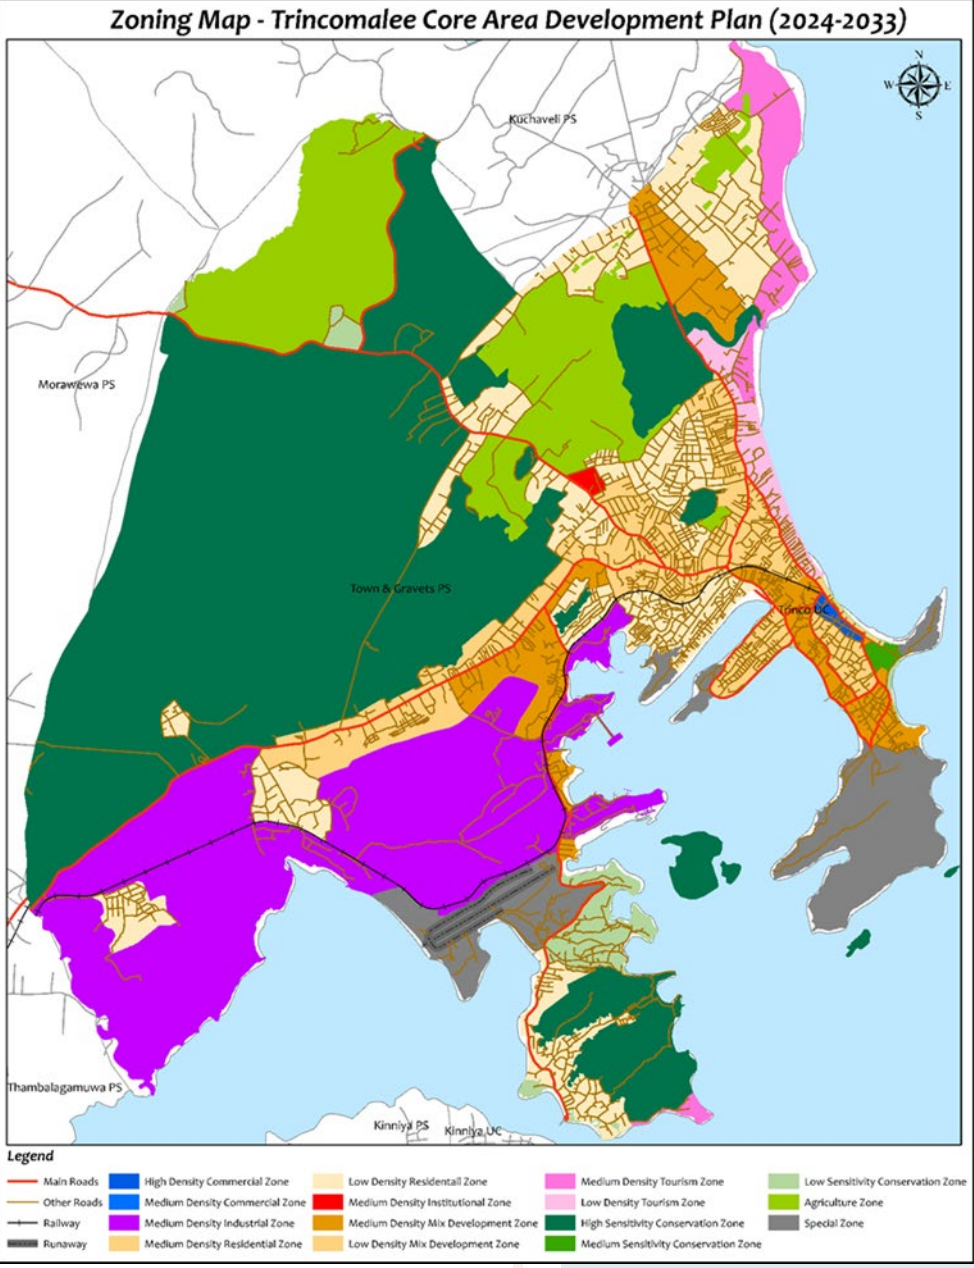 Zoning Map - Trincomalee Core Area Development Plan (2024-2033)
N
W E
S
Kuchaveli PS
Morawewa PS
Town & Gravets PS
Trinco UC
Thambalagamuwa PS
Kinniya PS
Kinniya UC
Legend
Main Roads
Other Roads
Railway
Runaway
High Density Commercial Zone
Medium Density Commercial Zone
Medium Density Industrial Zone
Medium Density Residential Zone
Low Density Residentail Zone
Medium Density Institutional Zone
Medium Density Mix Development Zone
Low Density Mix Development Zone
Medium Density Tourism Zone
Low Density Tourism Zone
High Sensitivity Conservation Zone
Medium Sensitivity Conservation Zone
Low Sensitivity Conservation Zone
Agriculture Zone
Special Zone